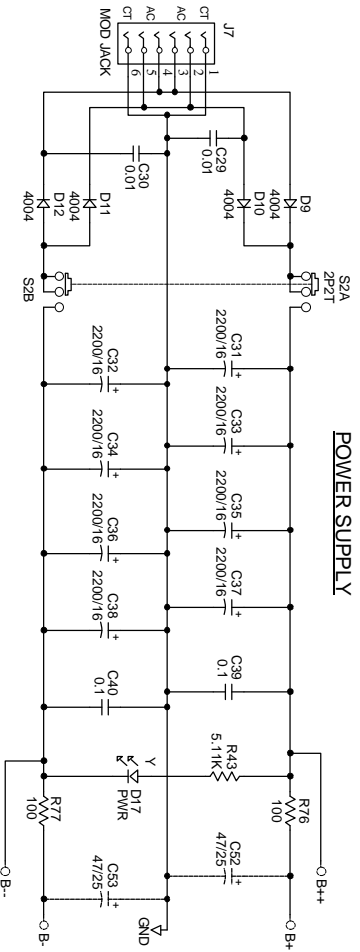 POWER SUPPLY
J7
CT
AC
AC
CT
MOD JACK
1
2
3
4
5
6
C29
0.01
C30
0.01
D9
4004
D10
4004
D11
4004
D12
4004
S2A
2P2T
S2B
C31
2200/16
+
C33
2200/16
+
C35
2200/16
+
C37
2200/16
+
C39
0.1
C32
2200/16
+
C34
2200/16
+
C36
2200/16
+
C38
2200/16
+
C40
0.1
R43
5.11K
Y
D17
PWR
R76
100
R77
100
C52
47/25
+
C53
47/25
+
B++
B+
GND
B-
B--